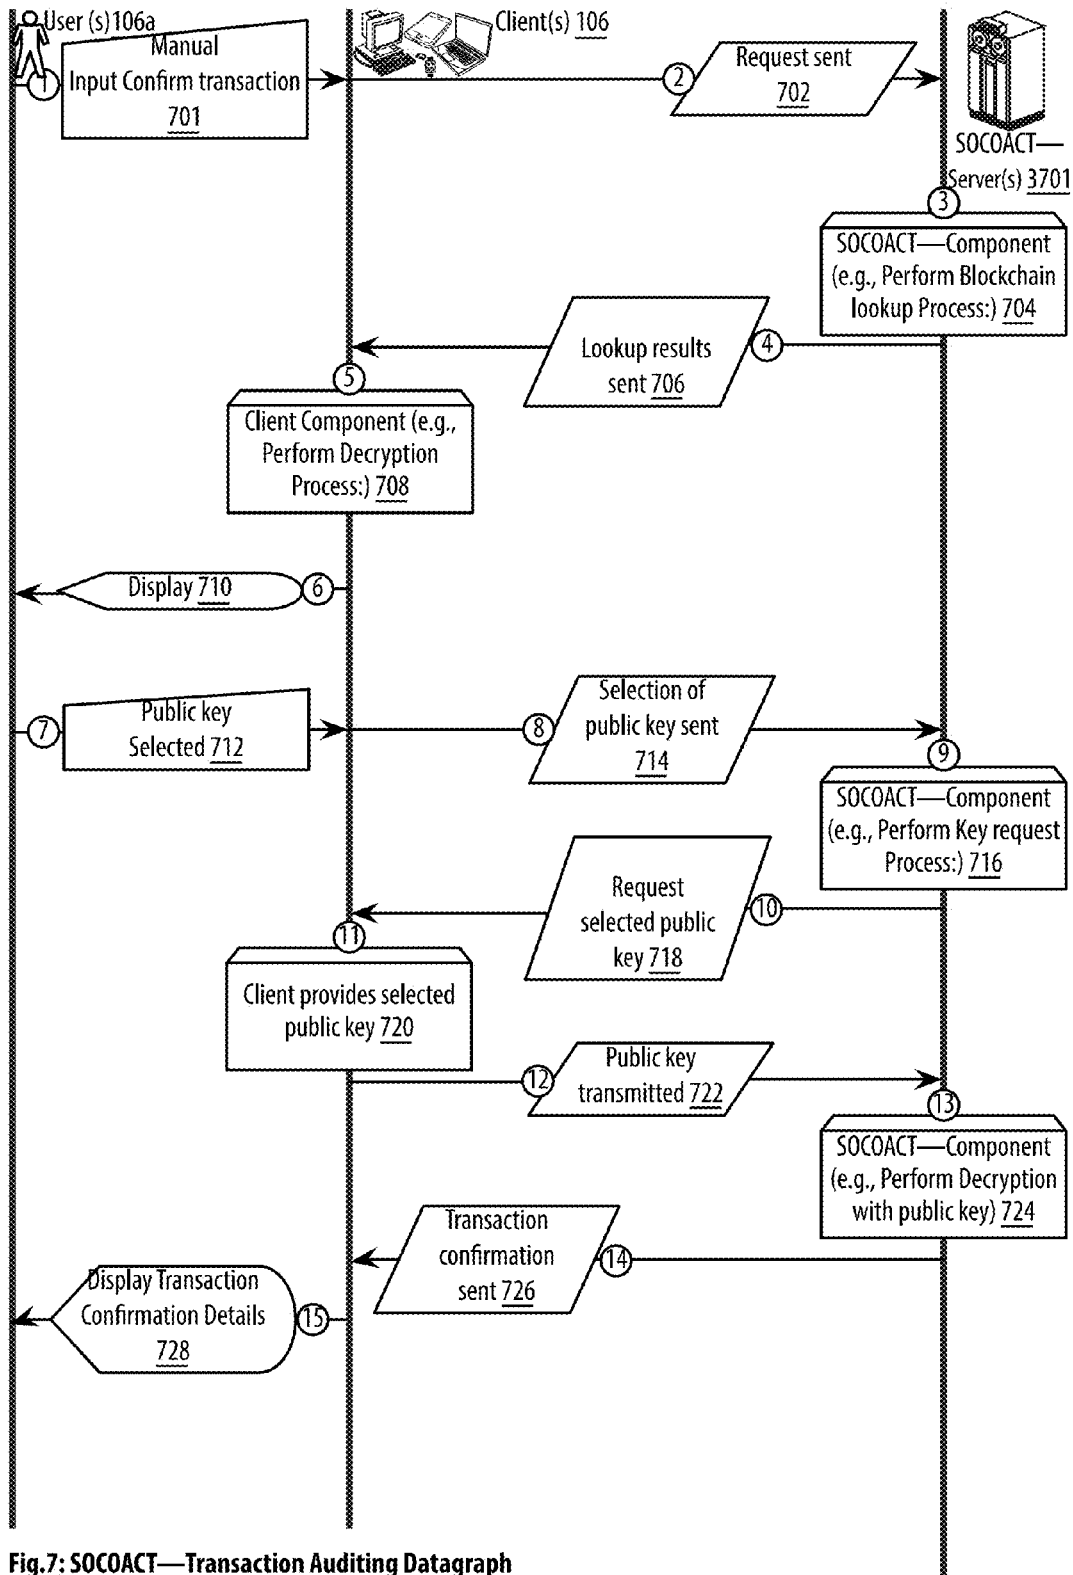 User (s)106a
Client(s) 106
1
Manual
Input Confirm transaction
701
2
Request sent
702
SOCOACT—
Server(s) 3701
3
SOCOACT—Component
(e.g., Perform Blockchain
lookup Process:) 704
4
Lookup results
sent 706
5
Client Component (e.g.,
Perform Decryption
Process:) 708
Display 710
6
7
Public key
Selected 712
8
Selection of
public key sent
714
9
SOCOACT—Component
(e.g., Perform Key request
Process:) 716
Request
selected public
key 718
10
11
Client provides selected
public key 720
12
Public key
transmitted 722
13
SOCOACT—Component
(e.g., Perform Decryption
with public key) 724
Transaction
confirmation
sent 726
14
Display Transaction
Confirmation Details
728
15
Fig.7: SOCOACT—Transaction Auditing Datagraph